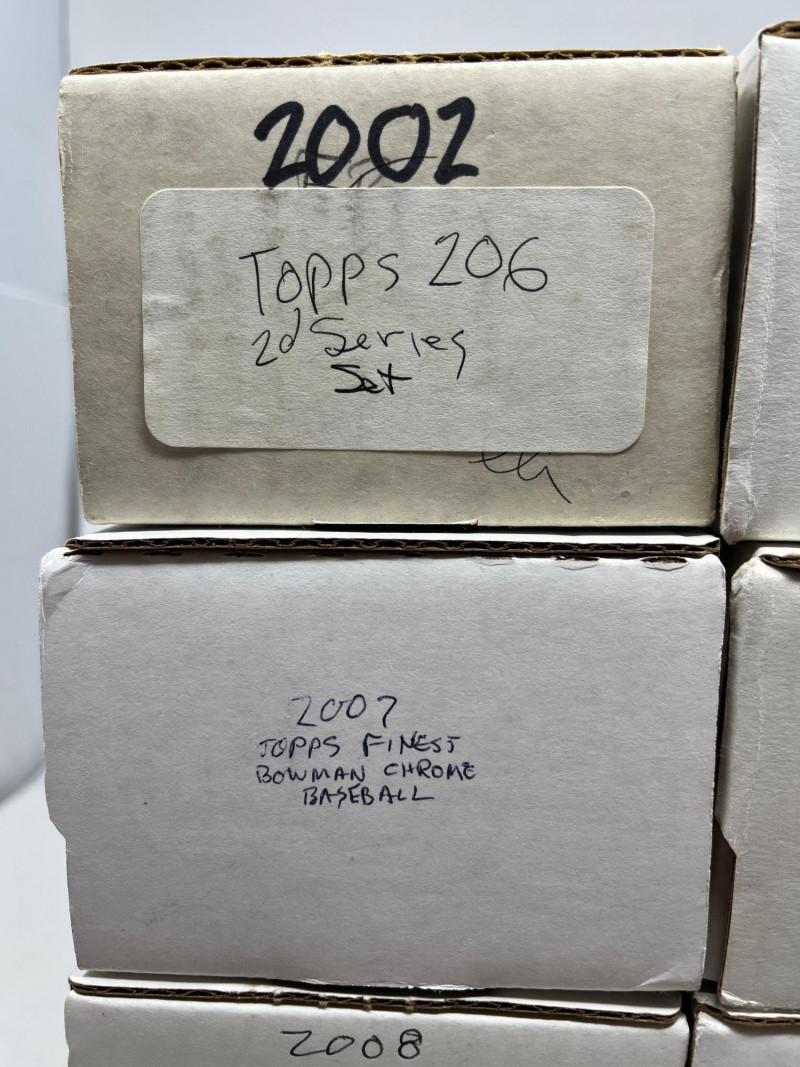 2002
Topps 206
2d Series
Set
2007
TOPPS FINEST
BOWMAN CHROME
BASEBALL
2008